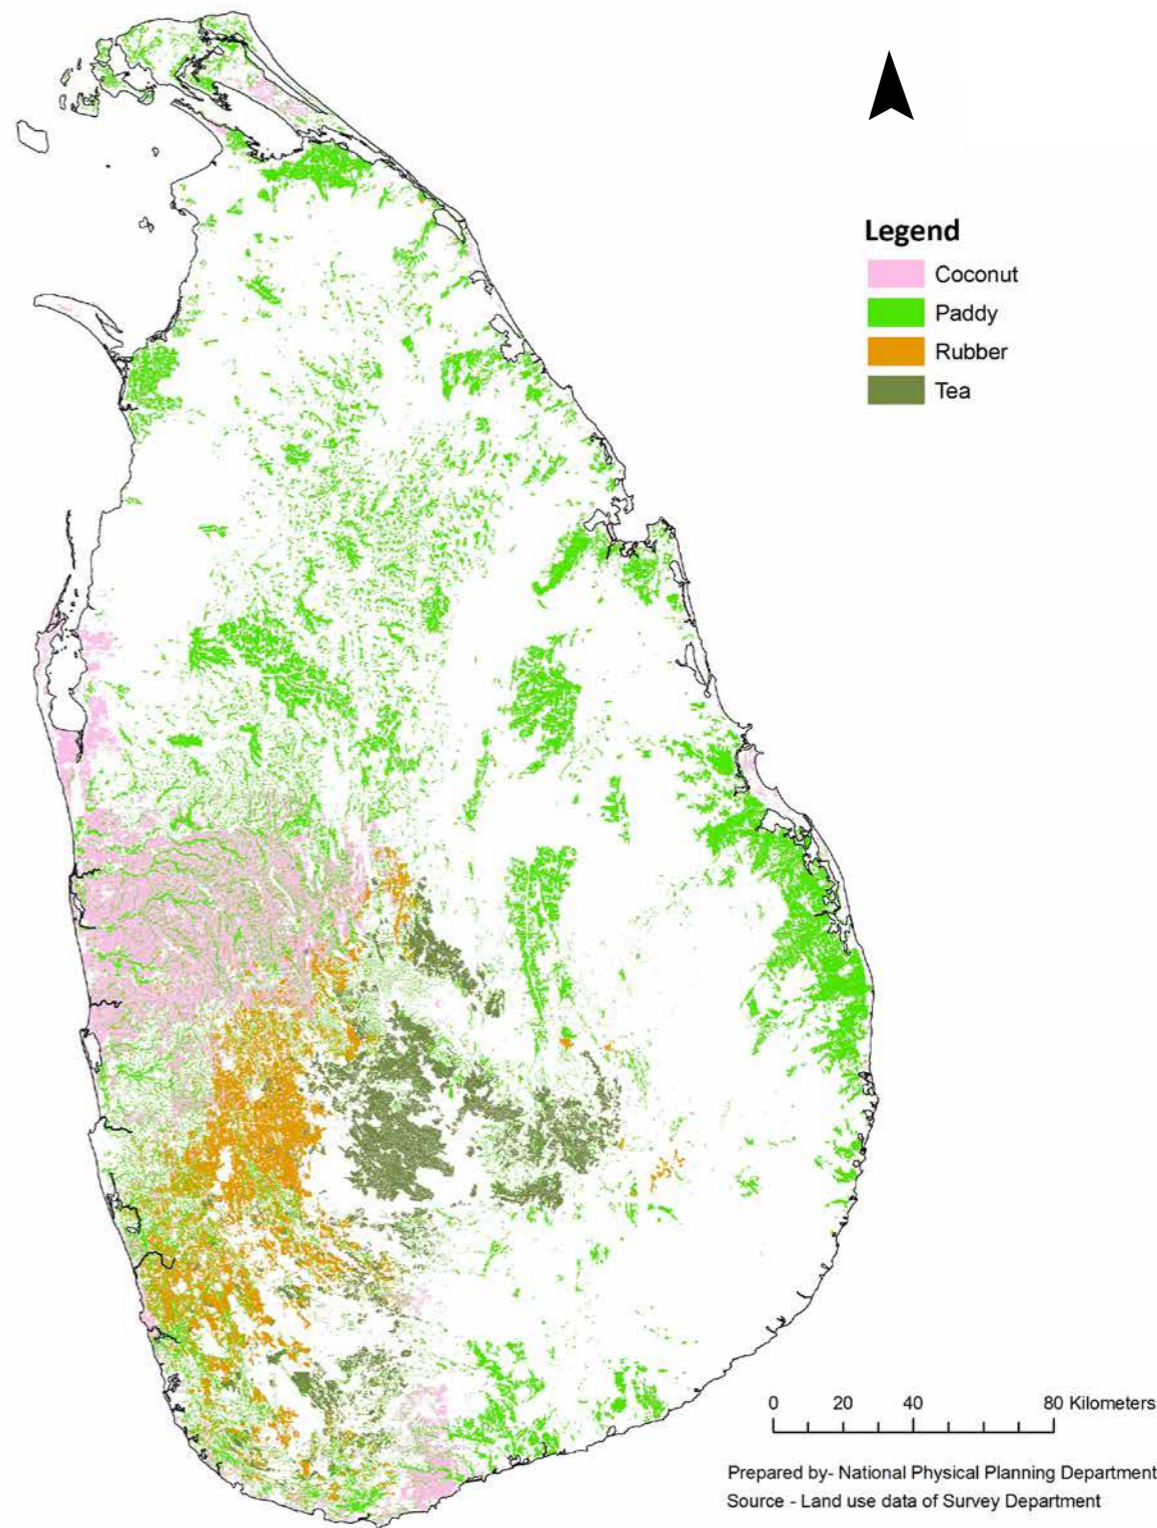 Legend
Coconut
Paddy
Rubber
Tea
0 20 40 80 Kilometers
Prepared by- National Physical Planning Department
Source - Land use data of Survey Department